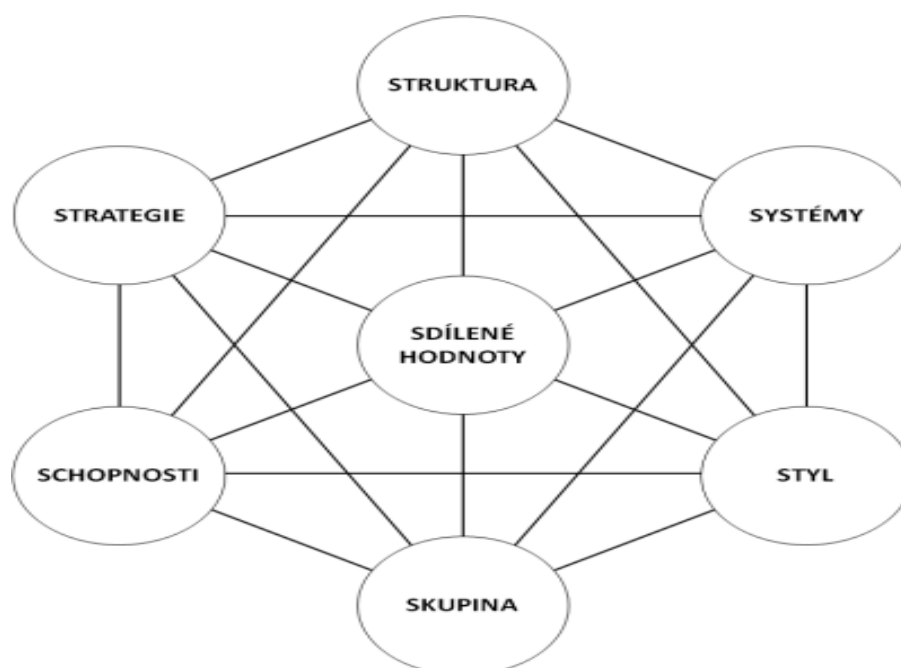 STRUKTURA
STRATEGIE
SYSTÉMY
SDÍLENÉ
HODNOTY
SCHOPNOSTI
STYL
SKUPINA